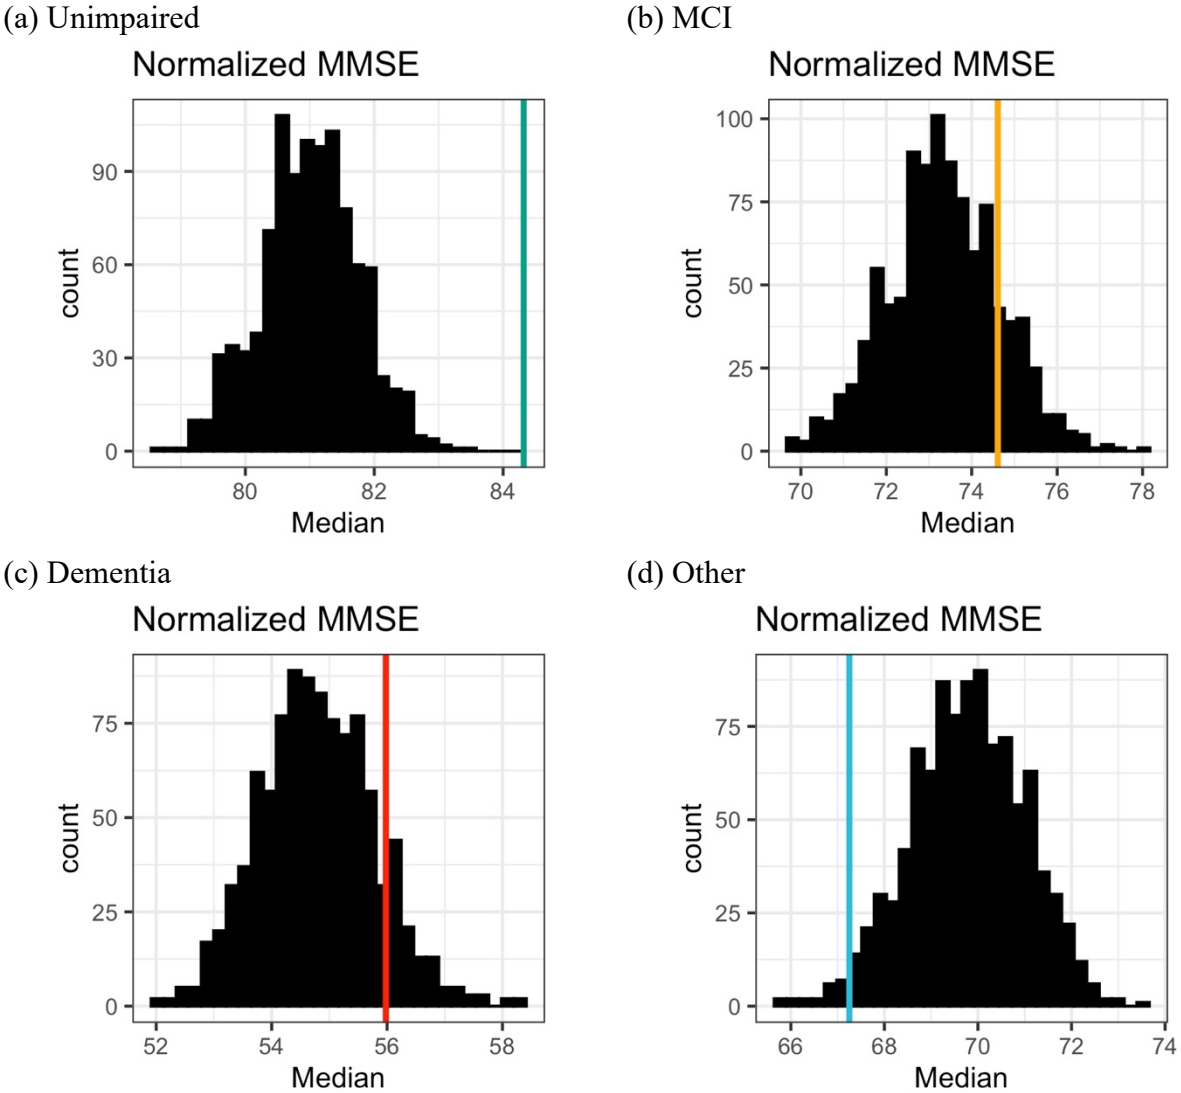 (a) Unimpaired
Normalized MMSE
count
90
60
30
0
80 82 84
Median
(b) MCI
Normalized MMSE
count
100
75
50
25
0
70 72 74 76 78
Median
(c) Dementia
Normalized MMSE
count
75
50
25
0
52 54 56 58
Median
(d) Other
Normalized MMSE
count
75
50
25
0
66 68 70 72 74
Median